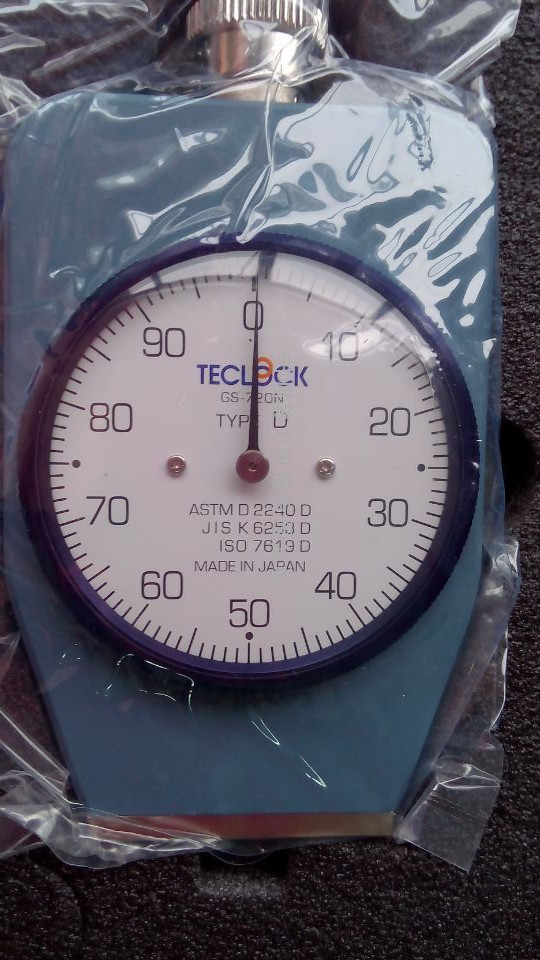 0
90
10
TECLOCK
GS-720N
TYPE D
80
20
70
30
ASTM D 2240 D
JIS K 6253 D
ISO 7619 D
MADE IN JAPAN
60
40
50